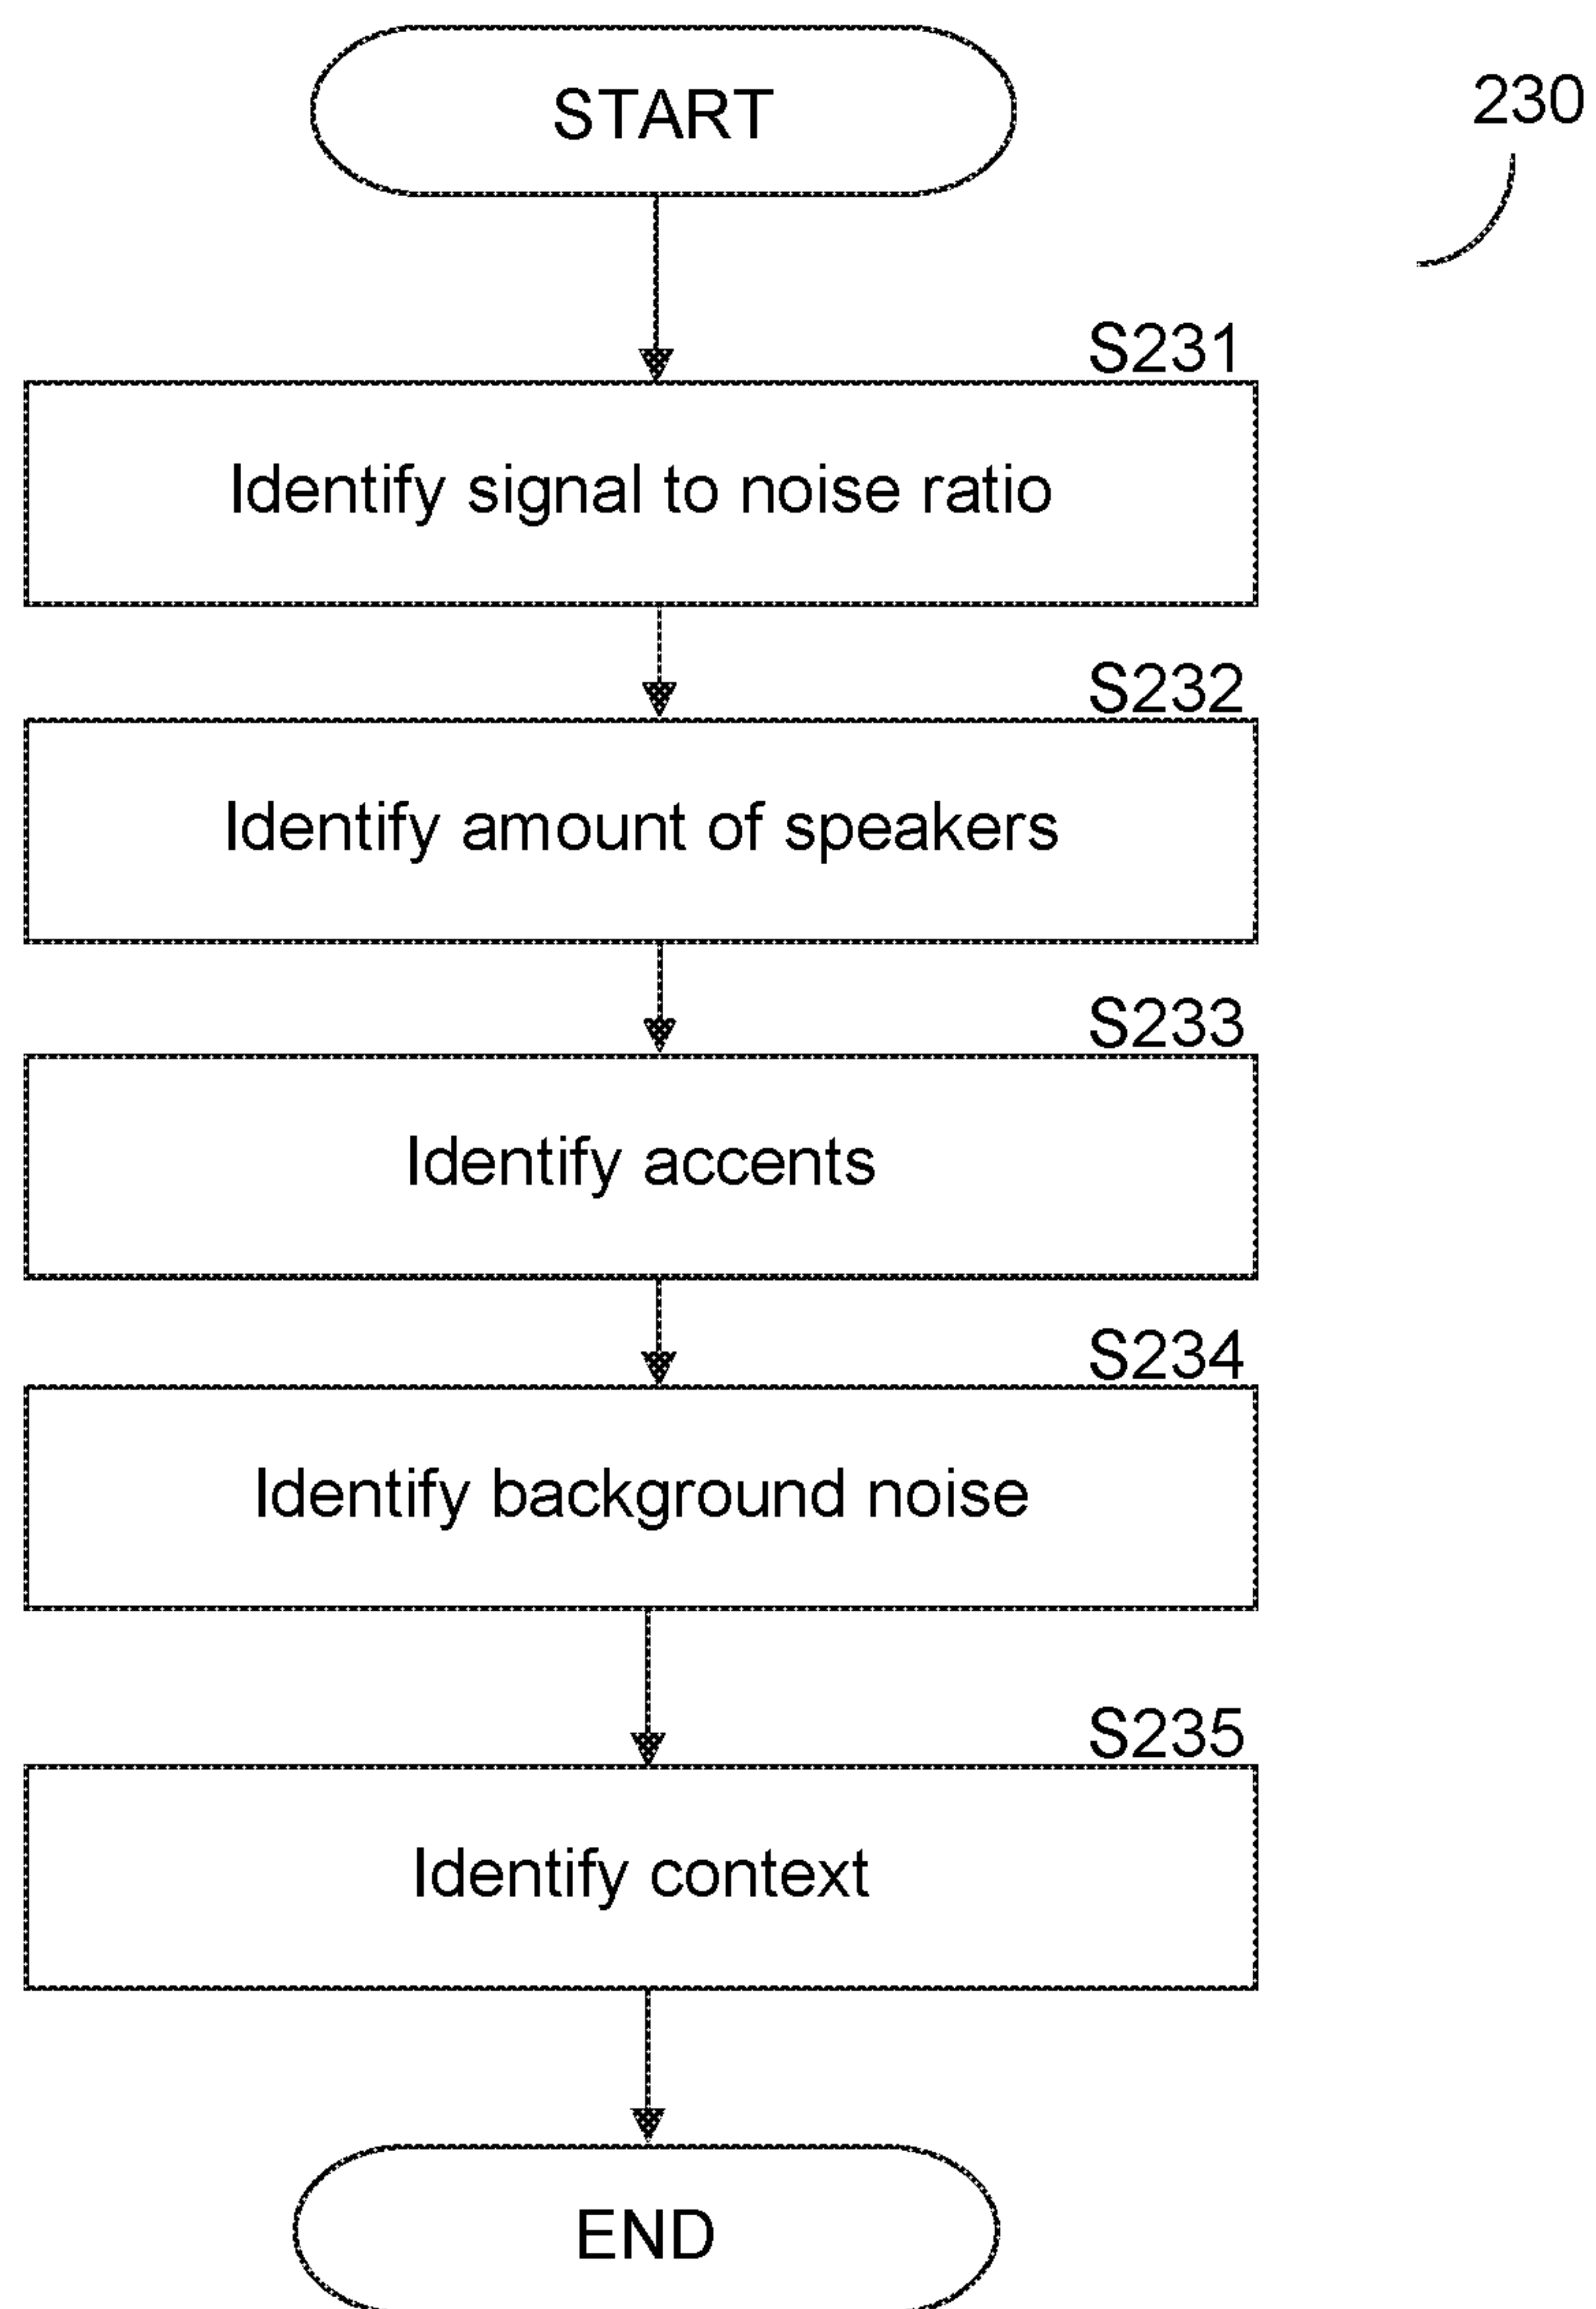 START
230
S231
Identify signal to noise ratio
S232
Identify amount of speakers
S233
Identify accents
S234
Identify background noise
S235
Identify context
END